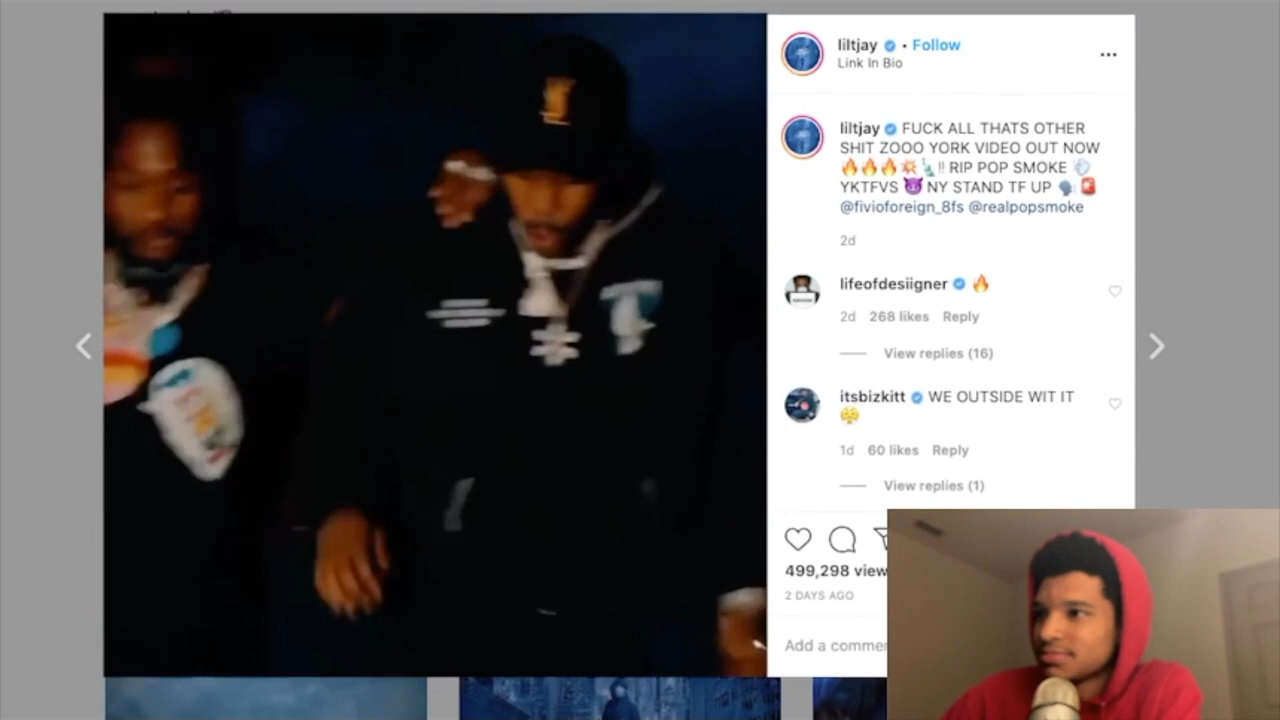 liltjay • Follow
Link In Bio
liltjay FUCK ALL THATS OTHER
SHIT ZOOO YORK VIDEO OUT NOW
🔥🔥🔥💥🗽‼️ RIP POP SMOKE 💨
YKTFVS 😈 NY STAND TF UP 🗣️🚨
@fivioforeign_8fs @realpopsmoke
2d
lifeofdesiigner 🔥
2d 268 likes Reply
View replies (16)
itsbizkitt WE OUTSIDE WIT IT
😤
1d 60 likes Reply
View replies (1)
499,298 view
2 DAYS AGO
Add a comme